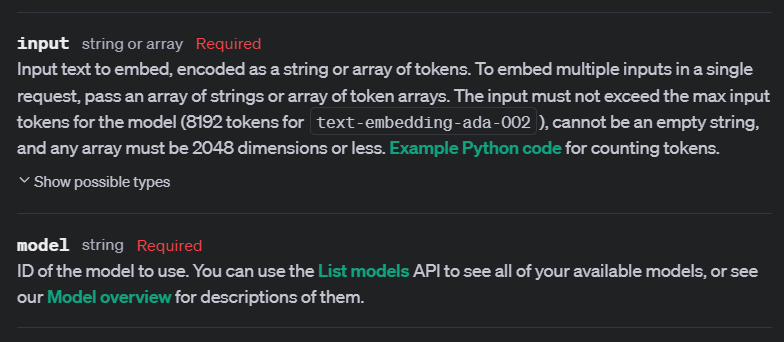 input string or array Required
Input text to embed, encoded as a string or array of tokens. To embed multiple inputs in a single
request, pass an array of strings or array of token arrays. The input must not exceed the max input
tokens for the model (8192 tokens for text-embedding-ada-002), cannot be an empty string,
and any array must be 2048 dimensions or less. Example Python code for counting tokens.
Show possible types
model string Required
ID of the model to use. You can use the List models API to see all of your available models, or see
our Model overview for descriptions of them.